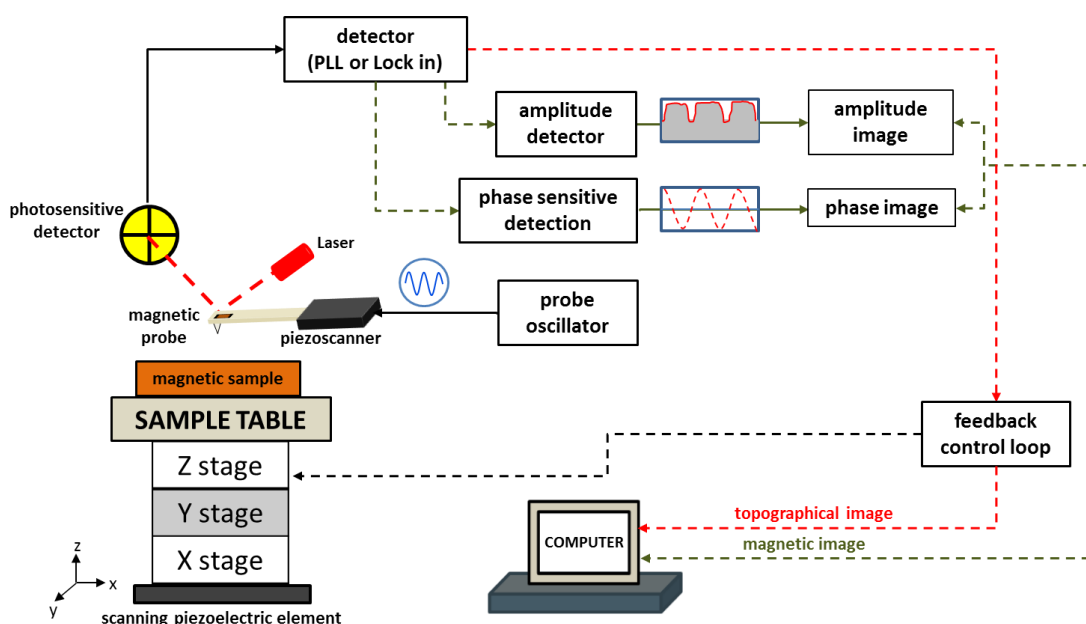 detector
(PLL or Lock in)
amplitude
detector
amplitude
image
phase sensitive
detection
phase image
photosensitive
detector
Laser
magnetic
probe
piezoscanner
probe
oscillator
magnetic sample
SAMPLE TABLE
Z stage
Y stage
X stage
scanning piezoelectric element
z
x
y
feedback
control loop
topographical image
magnetic image
COMPUTER